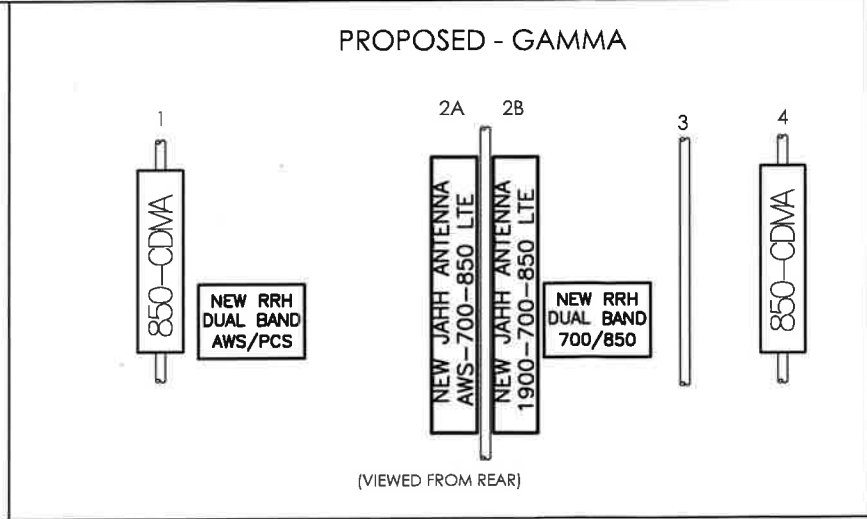 PROPOSED - GAMMA
1
2A
2B
3
4
850-CDMA
NEW RRH
DUAL BAND
AWS/PCS
NEW JAHH ANTENNA
AWS-700-850 LTE
NEW JAHH ANTENNA
1900-700-850 LTE
NEW RRH
DUAL BAND
700/850
850-CDMA
(VIEWED FROM REAR)